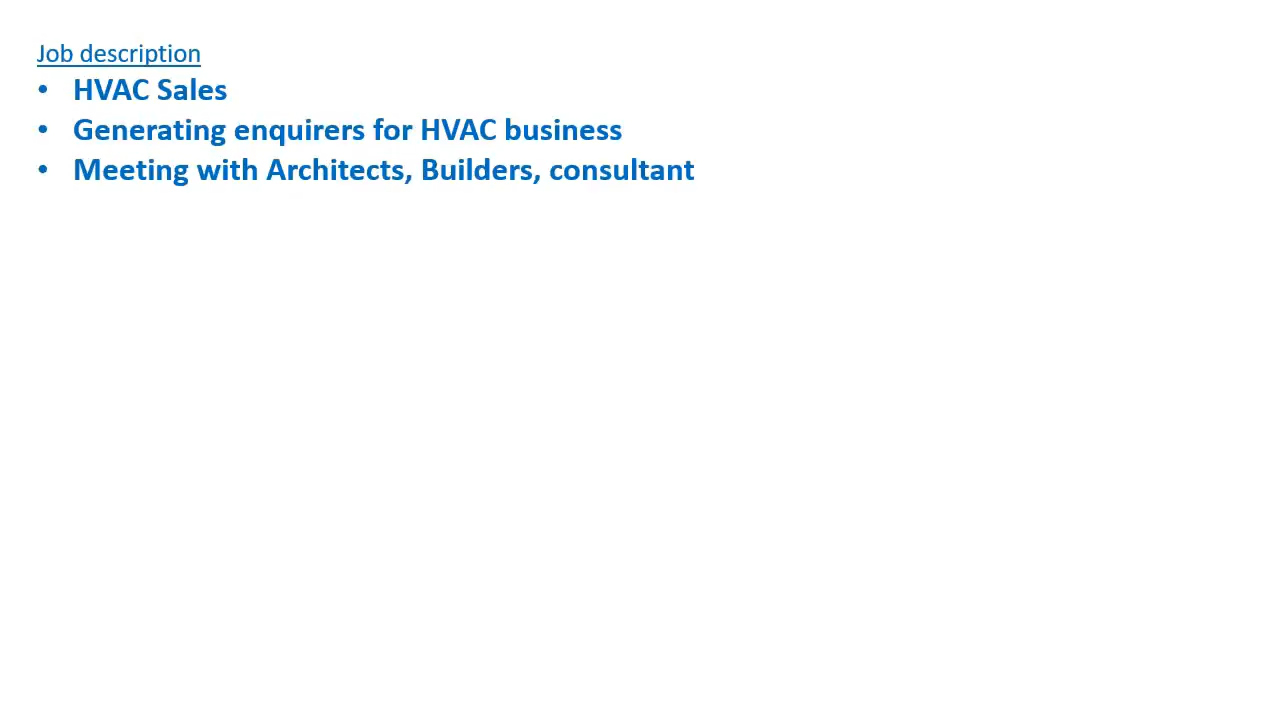 Job description
• HVAC Sales
• Generating enquirers for HVAC business
• Meeting with Architects, Builders, consultant